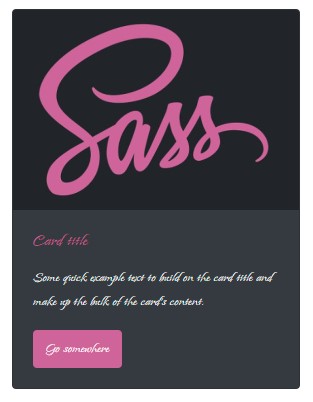 Sass
Card title
Some quick example text to build on the card title and
make up the bulk of the card's content.
Go somewhere